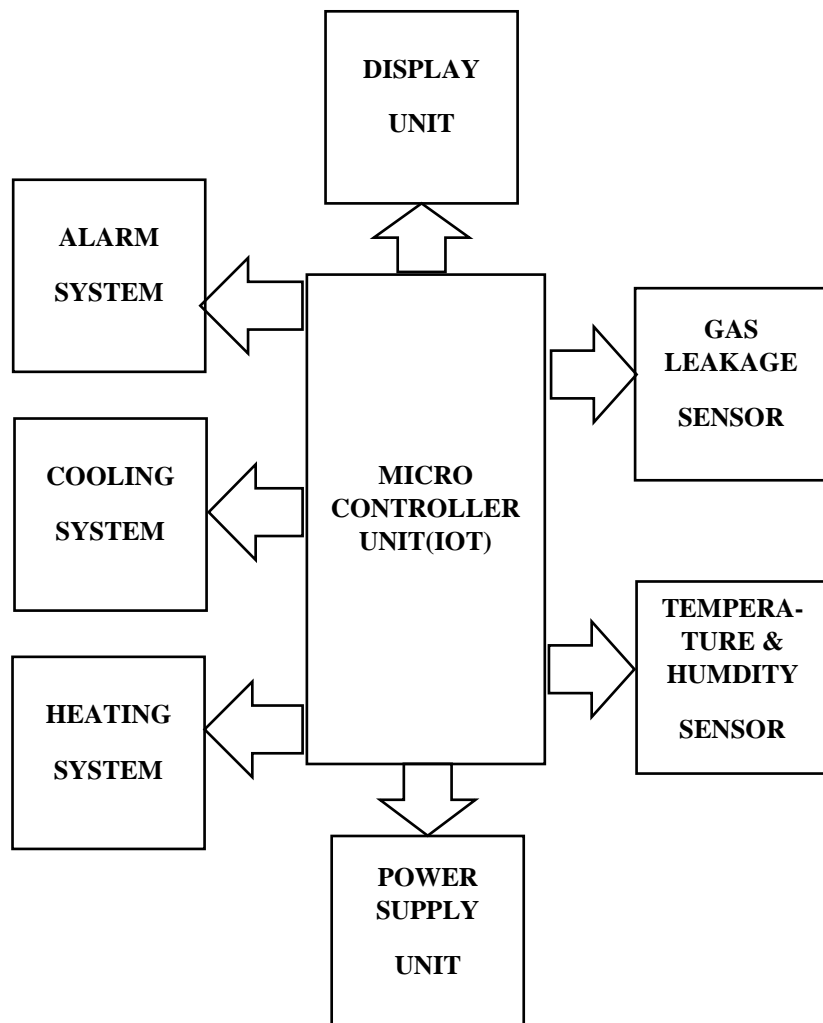 DISPLAY
UNIT
ALARM
SYSTEM
GAS
LEAKAGE
SENSOR
COOLING
SYSTEM
MICRO
CONTROLLER
UNIT(IOT)
TEMPERA-
TURE &
HUMDITY
SENSOR
HEATING
SYSTEM
POWER
SUPPLY
UNIT